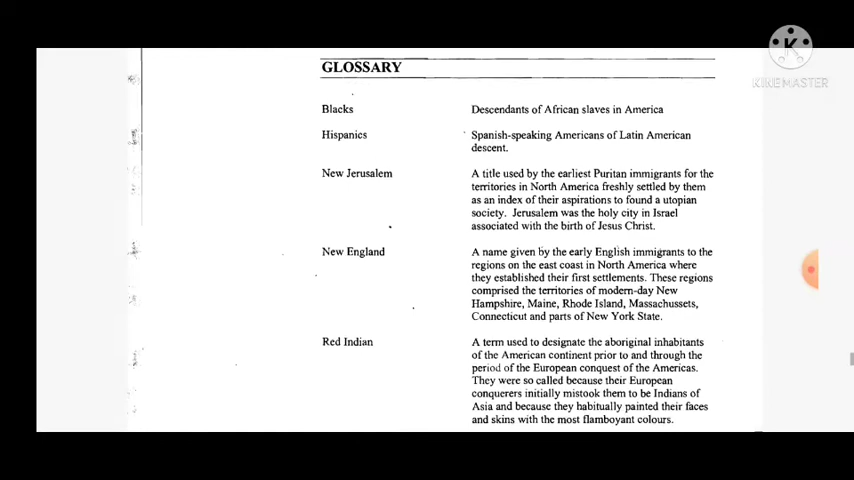 KINEMASTER
GLOSSARY
Blacks Descendants of African slaves in America
Hispanics Spanish-speaking Americans of Latin American
descent.
New Jerusalem A title used by the earliest Puritan immigrants for the
territories in North America freshly settled by them
as an index of their aspirations to found a utopian
society. Jerusalem was the holy city in Israel
associated with the birth of Jesus Christ.
New England A name given by the early English immigrants to the
regions on the east coast in North America where
they established their first settlements. These regions
comprised the territories of modern-day New
Hampshire, Maine, Rhode Island, Massachussets,
Connecticut and parts of New York State.
Red Indian A term used to designate the aboriginal inhabitants
of the American continent prior to and through the
period of the European conquest of the Americas.
They were so called because their European
conquerers initially mistook them to be Indians of
Asia and because they habitually painted their faces
and skins with the most flamboyant colours.